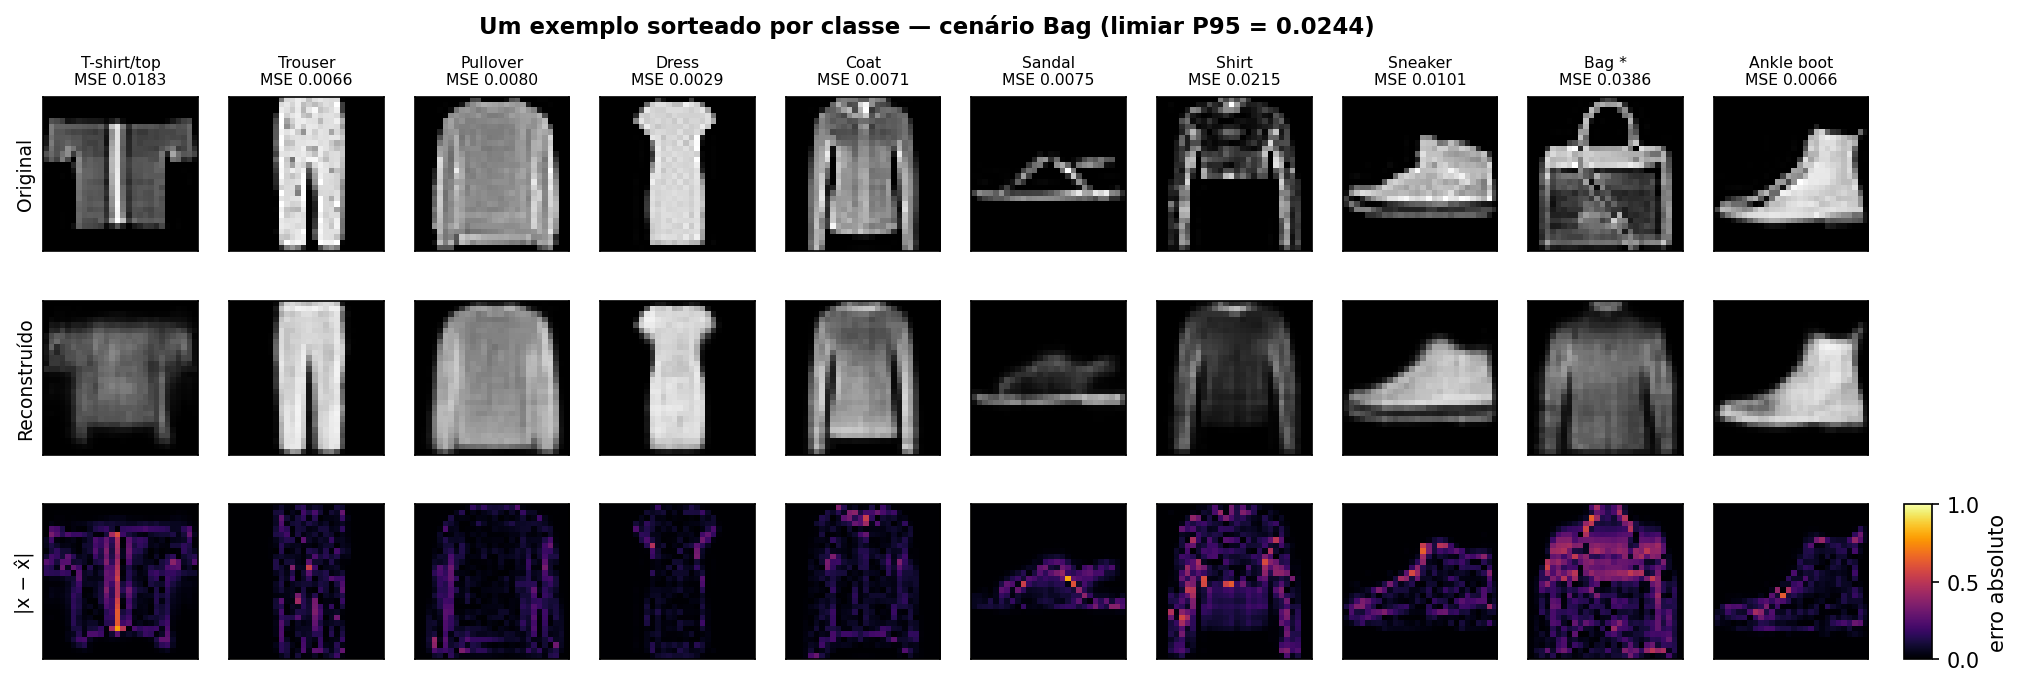 Um exemplo sorteado por classe — cenário Bag (limiar P95 = 0.0244)
T-shirt/top
MSE 0.0183
Trouser
MSE 0.0066
Pullover
MSE 0.0080
Dress
MSE 0.0029
Coat
MSE 0.0071
Sandal
MSE 0.0075
Shirt
MSE 0.0215
Sneaker
MSE 0.0101
Bag *
MSE 0.0386
Ankle boot
MSE 0.0066
Original
Reconstruído
|x − x̂|
1.0
0.5
0.0
erro absoluto